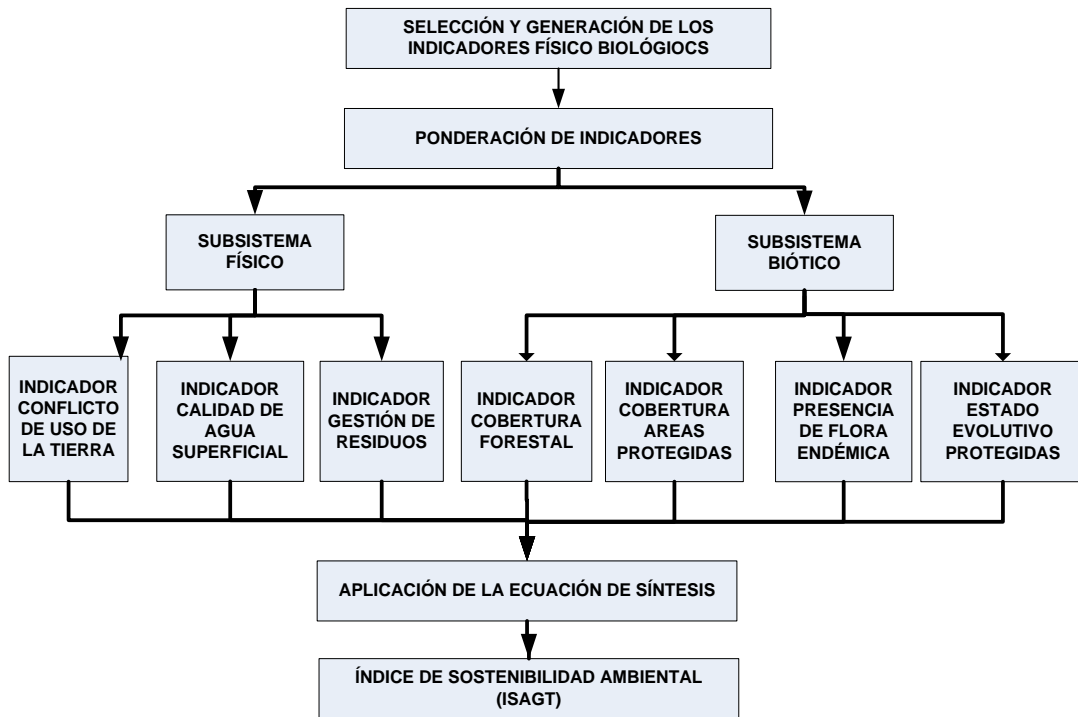 SELECCIÓN Y GENERACIÓN DE LOS
INDICADORES FÍSICO BIOLÓGIOCS
PONDERACIÓN DE INDICADORES
SUBSISTEMA
FÍSICO
SUBSISTEMA
BIÓTICO
INDICADOR
CONFLICTO
DE USO DE
LA TIERRA
INDICADOR
CALIDAD DE
AGUA
SUPERFICIAL
INDICADOR
GESTIÓN DE
RESIDUOS
INDICADOR
COBERTURA
FORESTAL
INDICADOR
COBERTURA
AREAS
PROTEGIDAS
INDICADOR
PRESENCIA
DE FLORA
ENDÉMICA
INDICADOR
ESTADO
EVOLUTIVO
PROTEGIDAS
APLICACIÓN DE LA ECUACIÓN DE SÍNTESIS
ÍNDICE DE SOSTENIBILIDAD AMBIENTAL
(ISAGT)